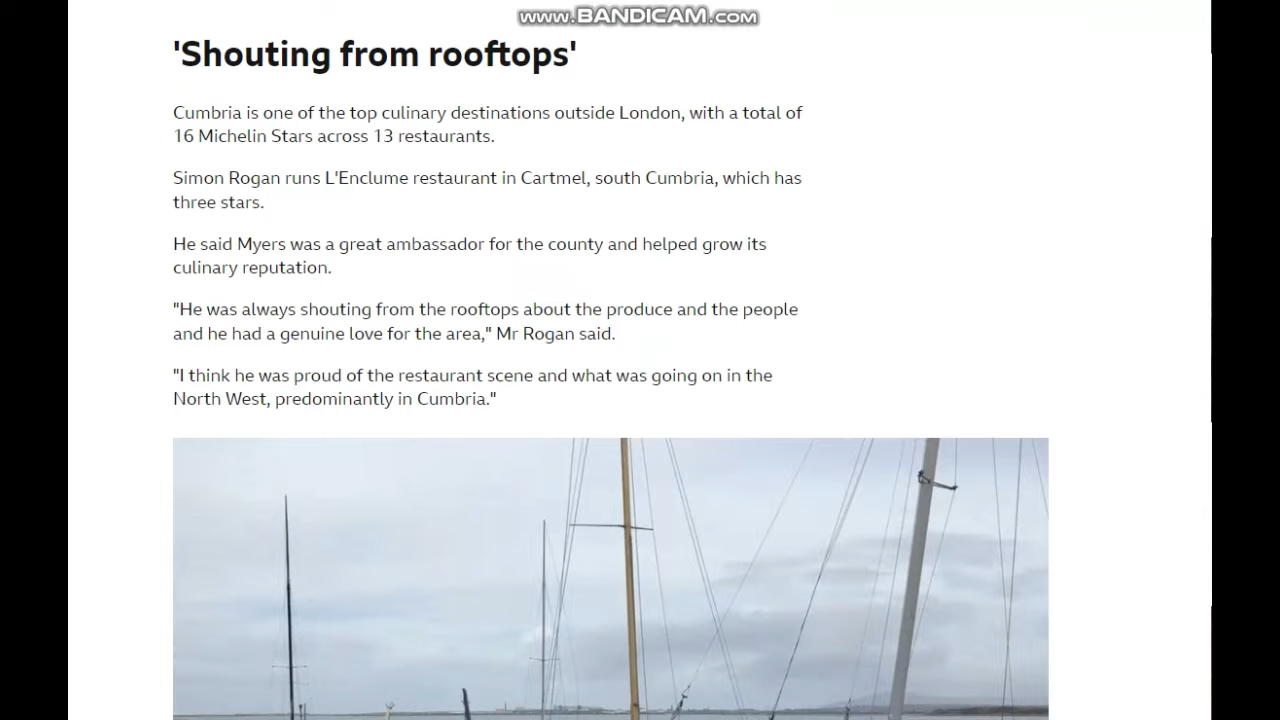 www.BANDICAM.com
'Shouting from rooftops'
Cumbria is one of the top culinary destinations outside London, with a total of
16 Michelin Stars across 13 restaurants.
Simon Rogan runs L'Enclume restaurant in Cartmel, south Cumbria, which has
three stars.
He said Myers was a great ambassador for the county and helped grow its
culinary reputation.
"He was always shouting from the rooftops about the produce and the people
and he had a genuine love for the area," Mr Rogan said.
"I think he was proud of the restaurant scene and what was going on in the
North West, predominantly in Cumbria."